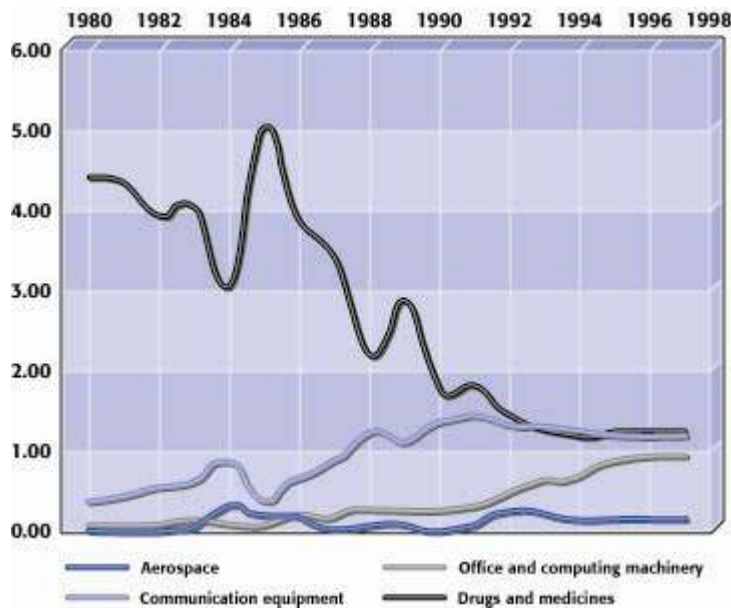 1980 1982 1984 1986 1988 1990 1992 1994 1996 1998
6.00
5.00
4.00
3.00
2.00
1.00
0.00
Aerospace Office and computing machinery
Communication equipment Drugs and medicines